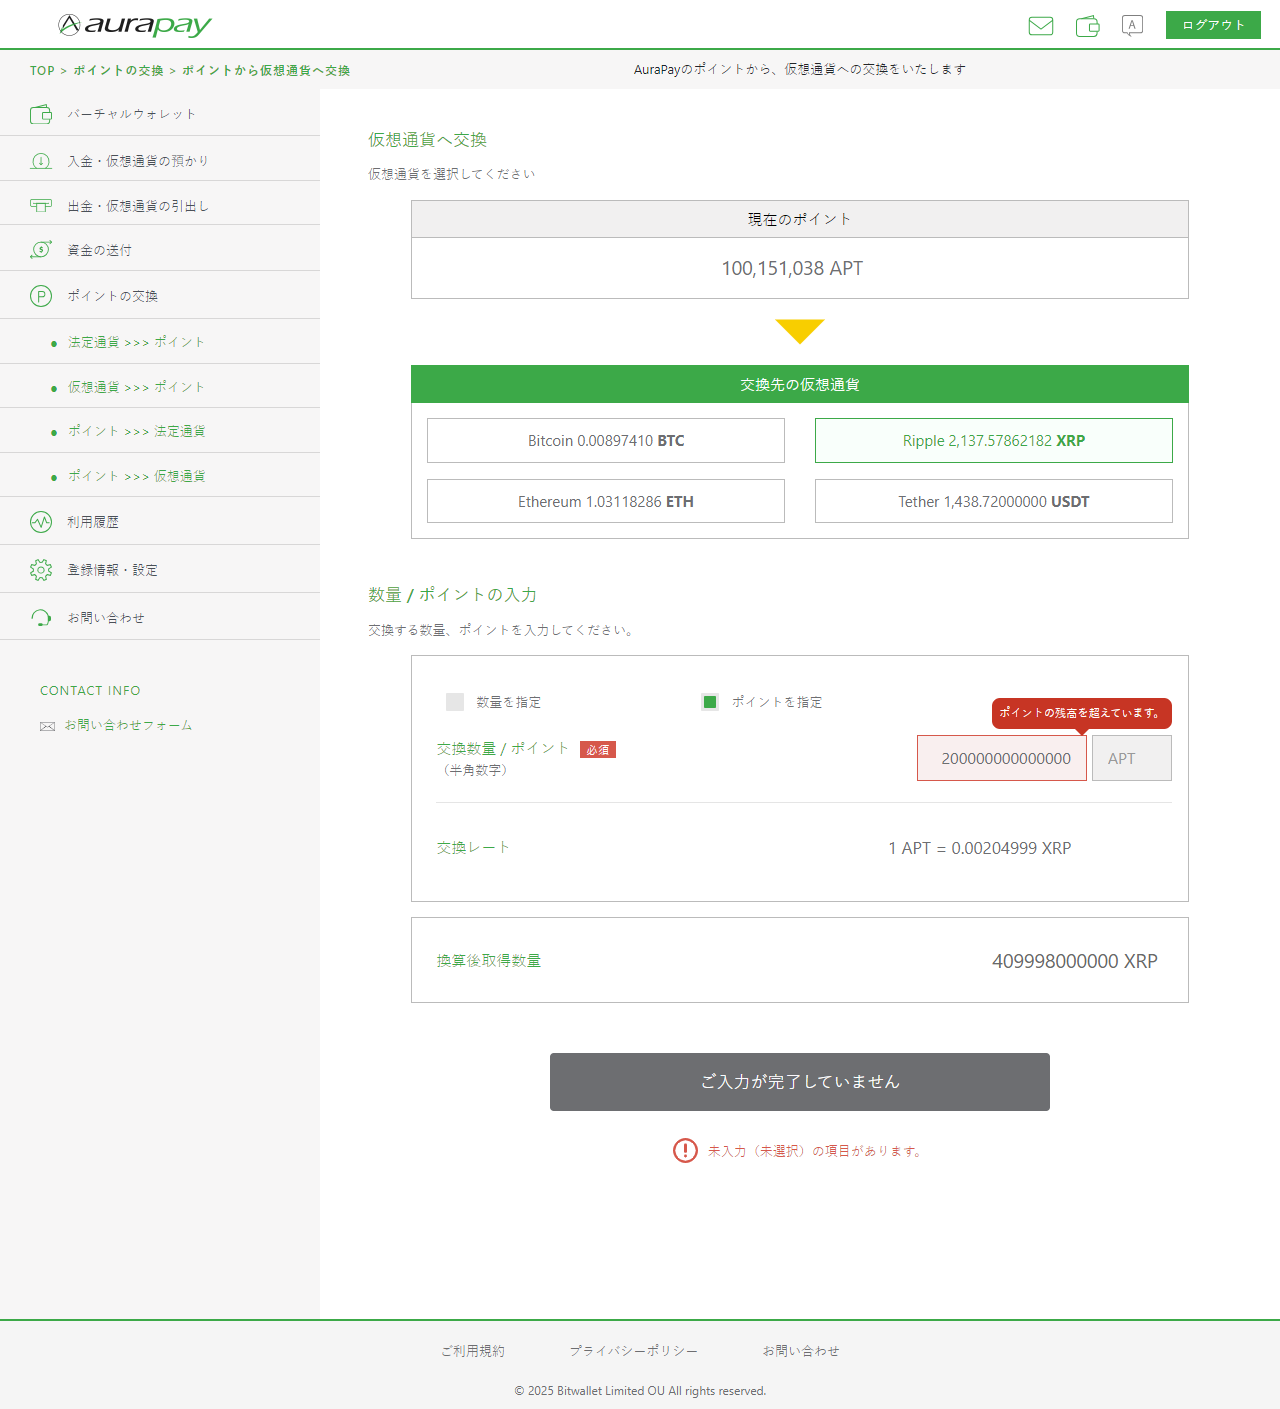 aurapay
A
ログアウト
TOP > ポイントの交換 > ポイントから仮想通貨へ交換
AuraPayのポイントから、仮想通貨への交換をいたします
バーチャルウォレット
入金・仮想通貨の預かり
出金・仮想通貨の引出し
$ 資金の送付
P ポイントの交換
法定通貨 >>> ポイント
仮想通貨 >>> ポイント
ポイント >>> 法定通貨
ポイント >>> 仮想通貨
利用履歴
登録情報・設定
お問い合わせ
CONTACT INFO
お問い合わせフォーム
仮想通貨へ交換
仮想通貨を選択してください
現在のポイント
100,151,038 APT
交換先の仮想通貨
Bitcoin 0.00897410 BTC
Ripple 2,137.57862182 XRP
Ethereum 1.03118286 ETH
Tether 1,438.72000000 USDT
数量 / ポイントの入力
交換する数量、ポイントを入力してください。
数量を指定
ポイントを指定
ポイントの残高を超えています。
交換数量 / ポイント 必須
（半角数字）
200000000000000
APT
交換レート
1 APT = 0.00204999 XRP
換算後取得数量
409998000000 XRP
ご入力が完了していません
未入力（未選択）の項目があります。
ご利用規約
プライバシーポリシー
お問い合わせ
© 2025 Bitwallet Limited OU All rights reserved.